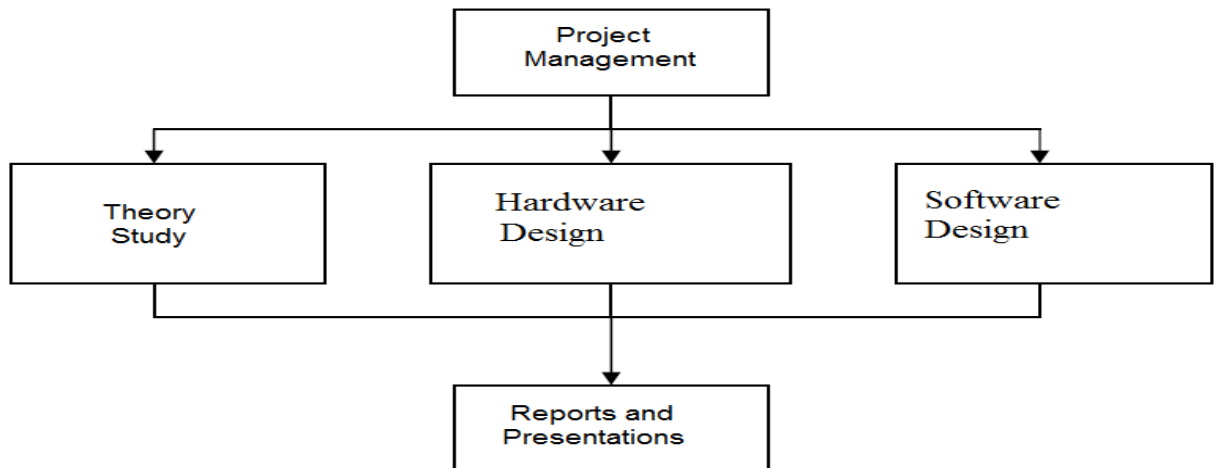 Project
Management
Theory
Study
Hardware
Design
Software
Design
Reports and
Presentations